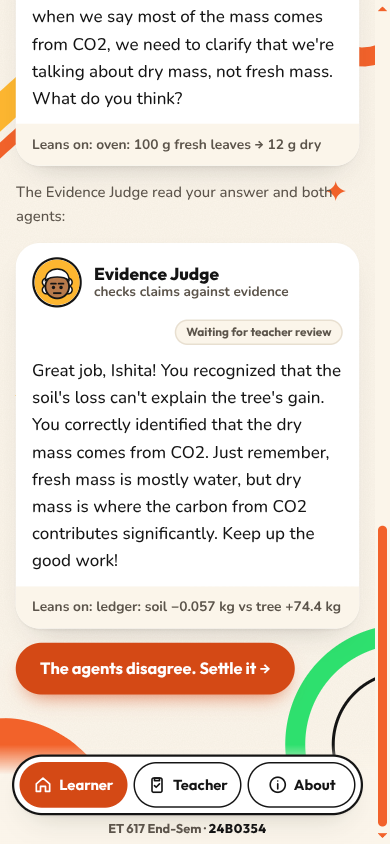 when we say most of the mass comes
from CO2, we need to clarify that we're
talking about dry mass, not fresh mass.
What do you think?
Leans on: oven: 100 g fresh leaves → 12 g dry
The Evidence Judge read your answer and both
agents:
Evidence Judge
checks claims against evidence
Waiting for teacher review
Great job, Ishita! You recognized that the
soil's loss can't explain the tree's gain.
You correctly identified that the dry
mass comes from CO2. Just remember,
fresh mass is mostly water, but dry
mass is where the carbon from CO2
contributes significantly. Keep up the
good work!
Leans on: ledger: soil −0.057 kg vs tree +74.4 kg
The agents disagree. Settle it →
Learner
Teacher
About
ET 617 End-Sem · 24B0354